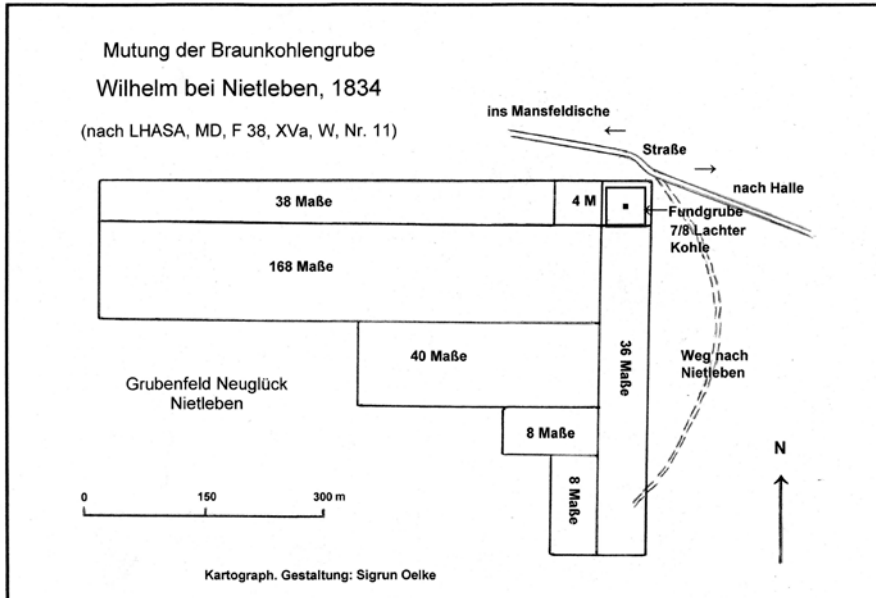 Mutung der Braunkohlengrube
Wilhelm bei Nietleben, 1834
(nach LHASA, MD, F 38, XVa, W, Nr. 11)
ins Mansfeldische
Straße
nach Halle
38 Maße
4 M
Fundgrube
7/8 Lachter
Kohle
168 Maße
40 Maße
36 Maße
Weg nach
Nietleben
Grubenfeld Neuglück
Nietleben
8 Maße
8 Maße
N
0 150 300 m
Kartograph. Gestaltung: Sigrun Oelke